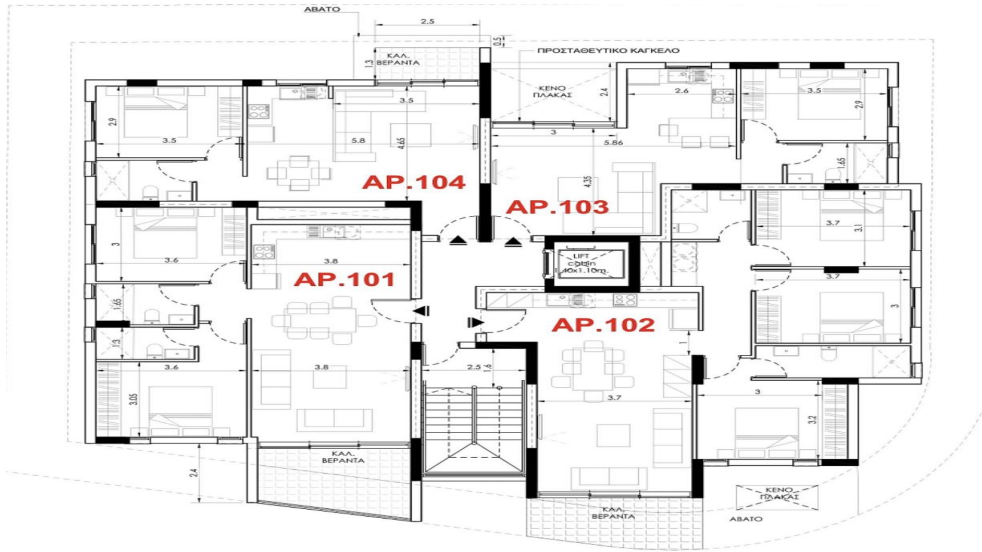 ΑΒΑΤΟ
2.5
0.5
ΚΑΛ.
ΒΕΡΑΝΤΑ
1.3
ΠΡΟΣΤΑΘΕΥΤΙΚΟ ΚΑΓΚΕΛΟ
ΚΕΝΟ
ΠΛΑΚΑΣ
2.4
2.9
3.5
3.5
5.8
4.65
AP.104
3
5.86
2.6
4.35
AP.103
3.5
2.9
1.65
3
3.6
3.8
AP.101
1.65
1.3
3.6
3.05
3.8
LIFT
cabin
1.40x1.10m.
AP.102
3.7
3.1
3.7
3
2.5
1.6
1
3.7
3
3.2
2.4
ΚΑΛ.
ΒΕΡΑΝΤΑ
ΚΑΛ.
ΒΕΡΑΝΤΑ
ΚΕΝΟ
ΠΛΑΚΑΣ
ΑΒΑΤΟ